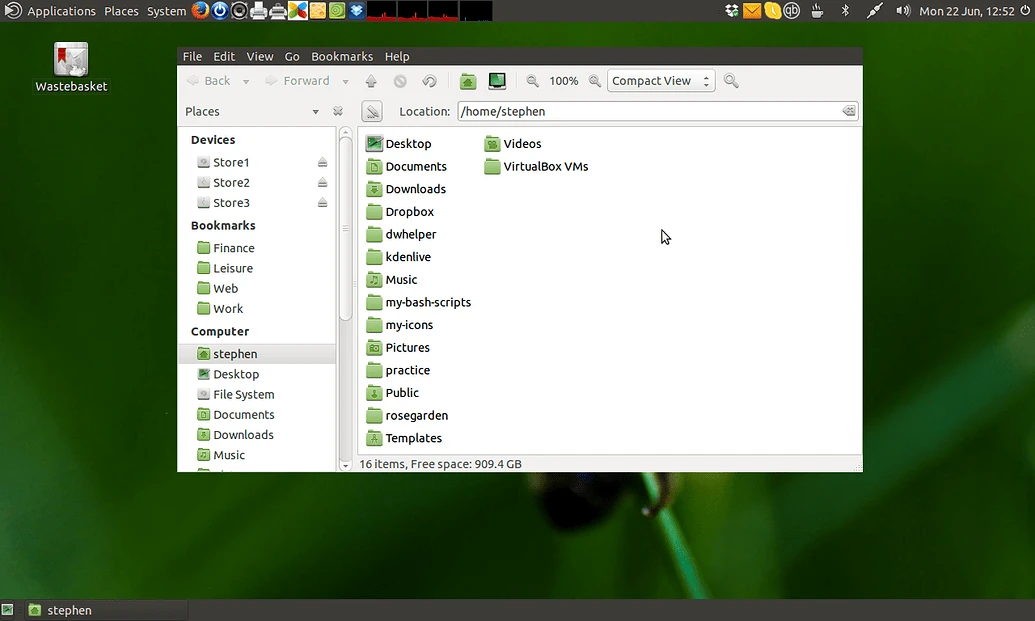 Applications Places System
Mon 22 Jun, 12:52
Wastebasket
File Edit View Go Bookmarks Help
Back Forward 100% Compact View
Places
Location: /home/stephen
Devices
Store1
Store2
Store3
Bookmarks
Finance
Leisure
Web
Work
Computer
stephen
Desktop
File System
Documents
Downloads
Music
Desktop
Documents
Downloads
Dropbox
dwhelper
kdenlive
Music
my-bash-scripts
my-icons
Pictures
practice
Public
rosegarden
Templates
Videos
VirtualBox VMs
16 items, Free space: 909.4 GB
stephen